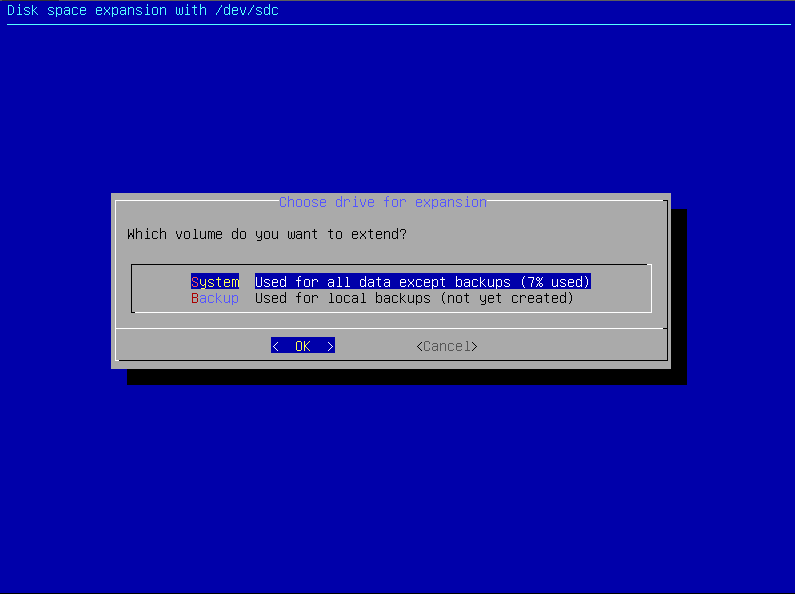 Disk space expansion with /dev/sdc
Choose drive for expansion
Which volume do you want to extend?
System  Used for all data except backups (7% used)
Backup  Used for local backups (not yet created)
<  OK  >  <Cancel>